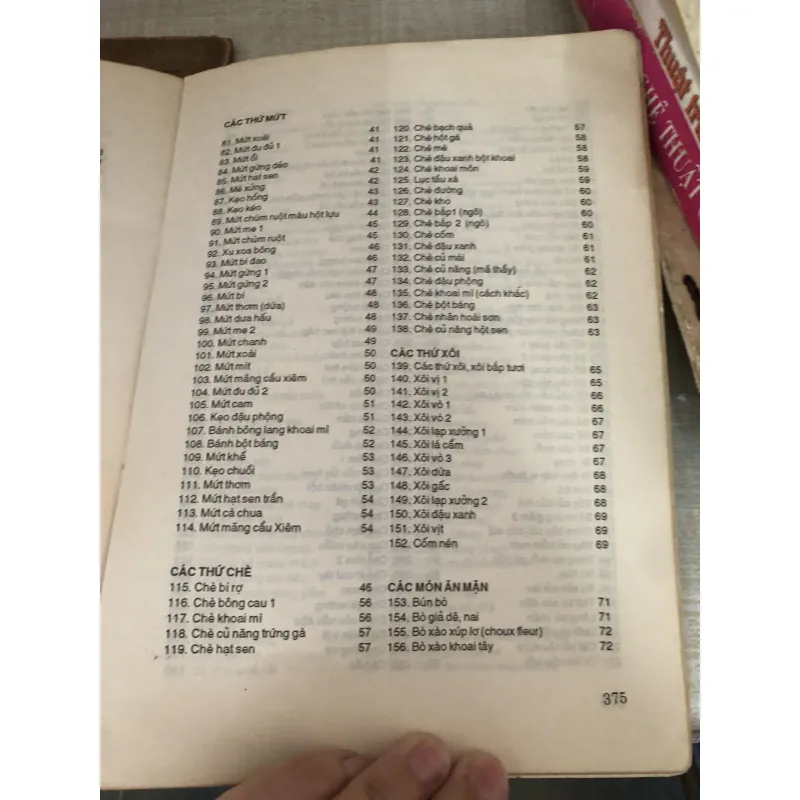 CÁC THỨ MỨT
81. Mứt xoài 41
82. Mứt đu đủ 1 41
83. Mứt ổi 41
84. Mứt gừng dẻo 41
85. Mứt hạt sen 42
86. Mè xửng 42
87. Kẹo hồng 43
88. Kẹo kéo 43
89. Mứt chùm ruột màu hột lựu 44
90. Mứt me 1 45
91. Mứt chùm ruột 45
92. Xu xoa bông 46
93. Mứt bí đao 46
94. Mứt gừng 1 47
95. Mứt gừng 2 47
96. Mứt bí 48
97. Mứt thơm (dứa) 48
98. Mứt dưa hấu 48
99. Mứt me 2 49
100. Mứt chanh 49
101. Mứt xoài 50
102. Mứt mít 50
103. Mứt mãng cầu xiêm 50
104. Mứt đu đủ 2 50
105. Mứt cam 51
106. Kẹo đậu phộng 51
107. Bánh bông lang khoai mì 52
108. Bánh bột báng 52
109. Mứt khế 53
110. Kẹo chuối 53
111. Mứt thơm 53
112. Mứt hạt sen trần 54
113. Mứt cà chua 54
114. Mứt mãng cầu Xiêm 54
CÁC THỨ CHÈ
115. Chè bí rợ 46
116. Chè bông cau 1 56
117. Chè khoai mì 56
118. Chè củ năng trứng gà 57
119. Chè hạt sen 57
120. Chè bạch quả 57
121. Chè hột gà 58
122. Chè mè 58
123. Chè đậu xanh bột khoai 58
124. Chè khoai môn 59
125. Lục tầu xá 59
126. Chè đường 60
127. Chè kho 60
128. Chè bắp1 (ngô) 60
129. Chè bắp 2 (ngô) 60
130. Chè cốm 61
131. Chè đậu xanh 61
132. Chè củ mài 61
133. Chè củ năng (mã thầy) 62
134. Chè đậu phộng 62
135. Chè khoai mì (cách khác) 62
136. Chè bột báng 63
137. Chè nhãn hoài sơn 63
138. Chè củ năng hột sen 63
CÁC THỨ XÔI
139. Các thứ xôi, xôi bắp tươi 65
140. Xôi vị 1 65
141. Xôi vị 2 66
142. Xôi vò 1 66
143. Xôi vò 2 67
144. Xôi lạp xưởng 1 67
145. Xôi lá cẩm 67
146. Xôi vò 3 67
147. Xôi dừa 68
148. Xôi gấc 68
149. Xôi lạp xưởng 2 68
150. Xôi đậu xanh 69
151. Xôi vịt 69
152. Cốm nén 69
CÁC MÓN ĂN MẶN
153. Bún bò 71
154. Bò giả dê, nai 71
155. Bò xào xúp lơ (choux fleur) 72
156. Bò xào khoai tây 72
375
Thuật
THUẬT